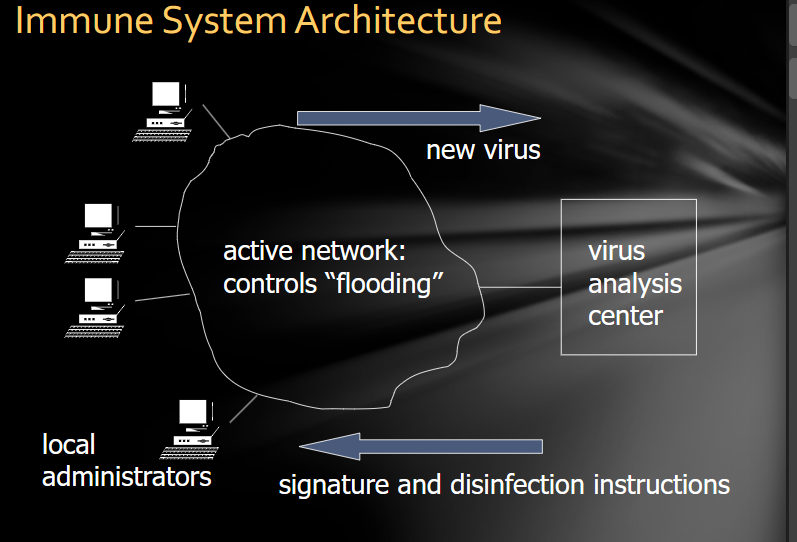 Immune System Architecture
new virus
active network:
controls “flooding”
virus
analysis
center
local
administrators
signature and disinfection instructions